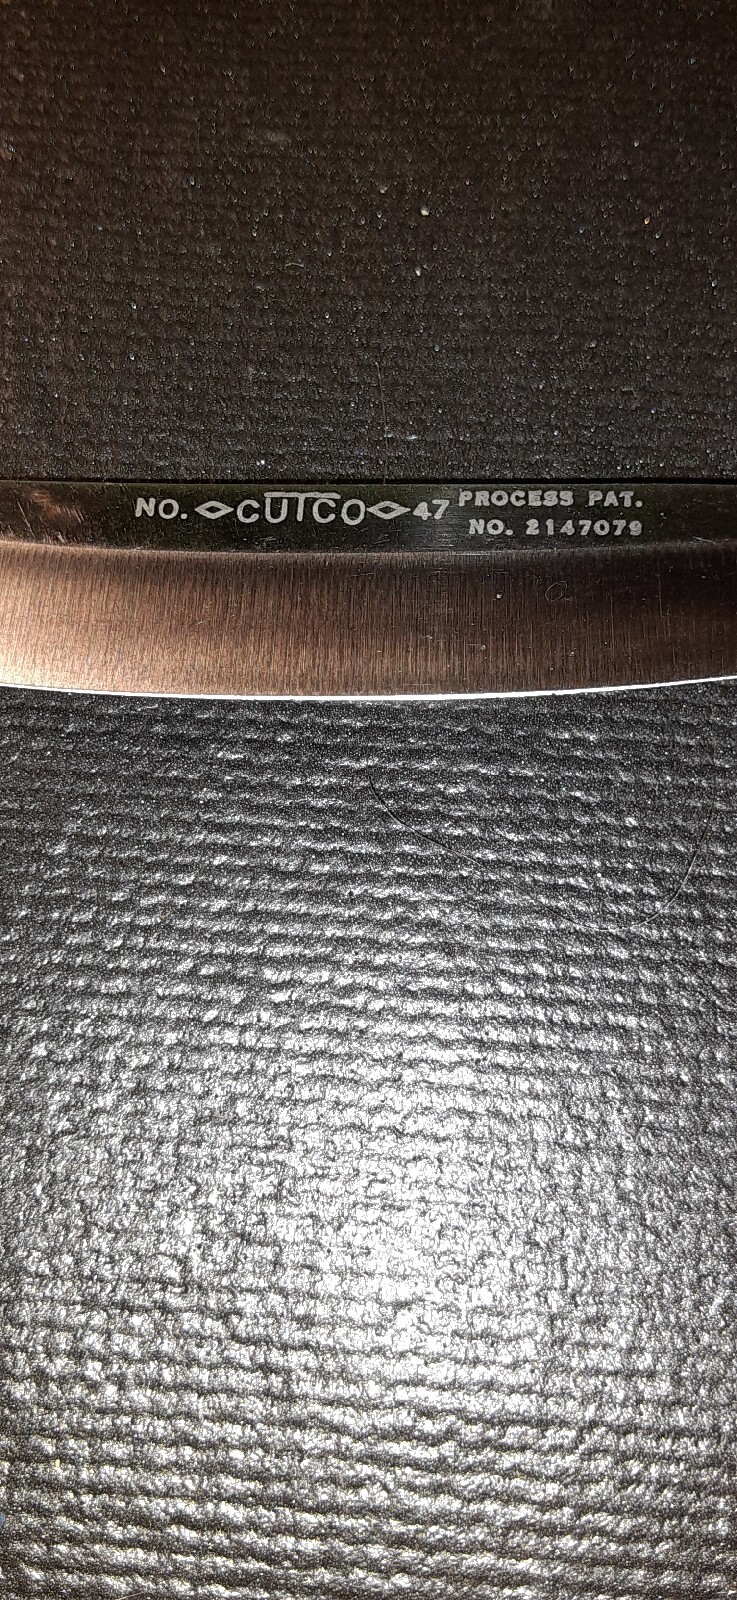 NO. CUTCO 47 PROCESS PAT.
NO. 2147079